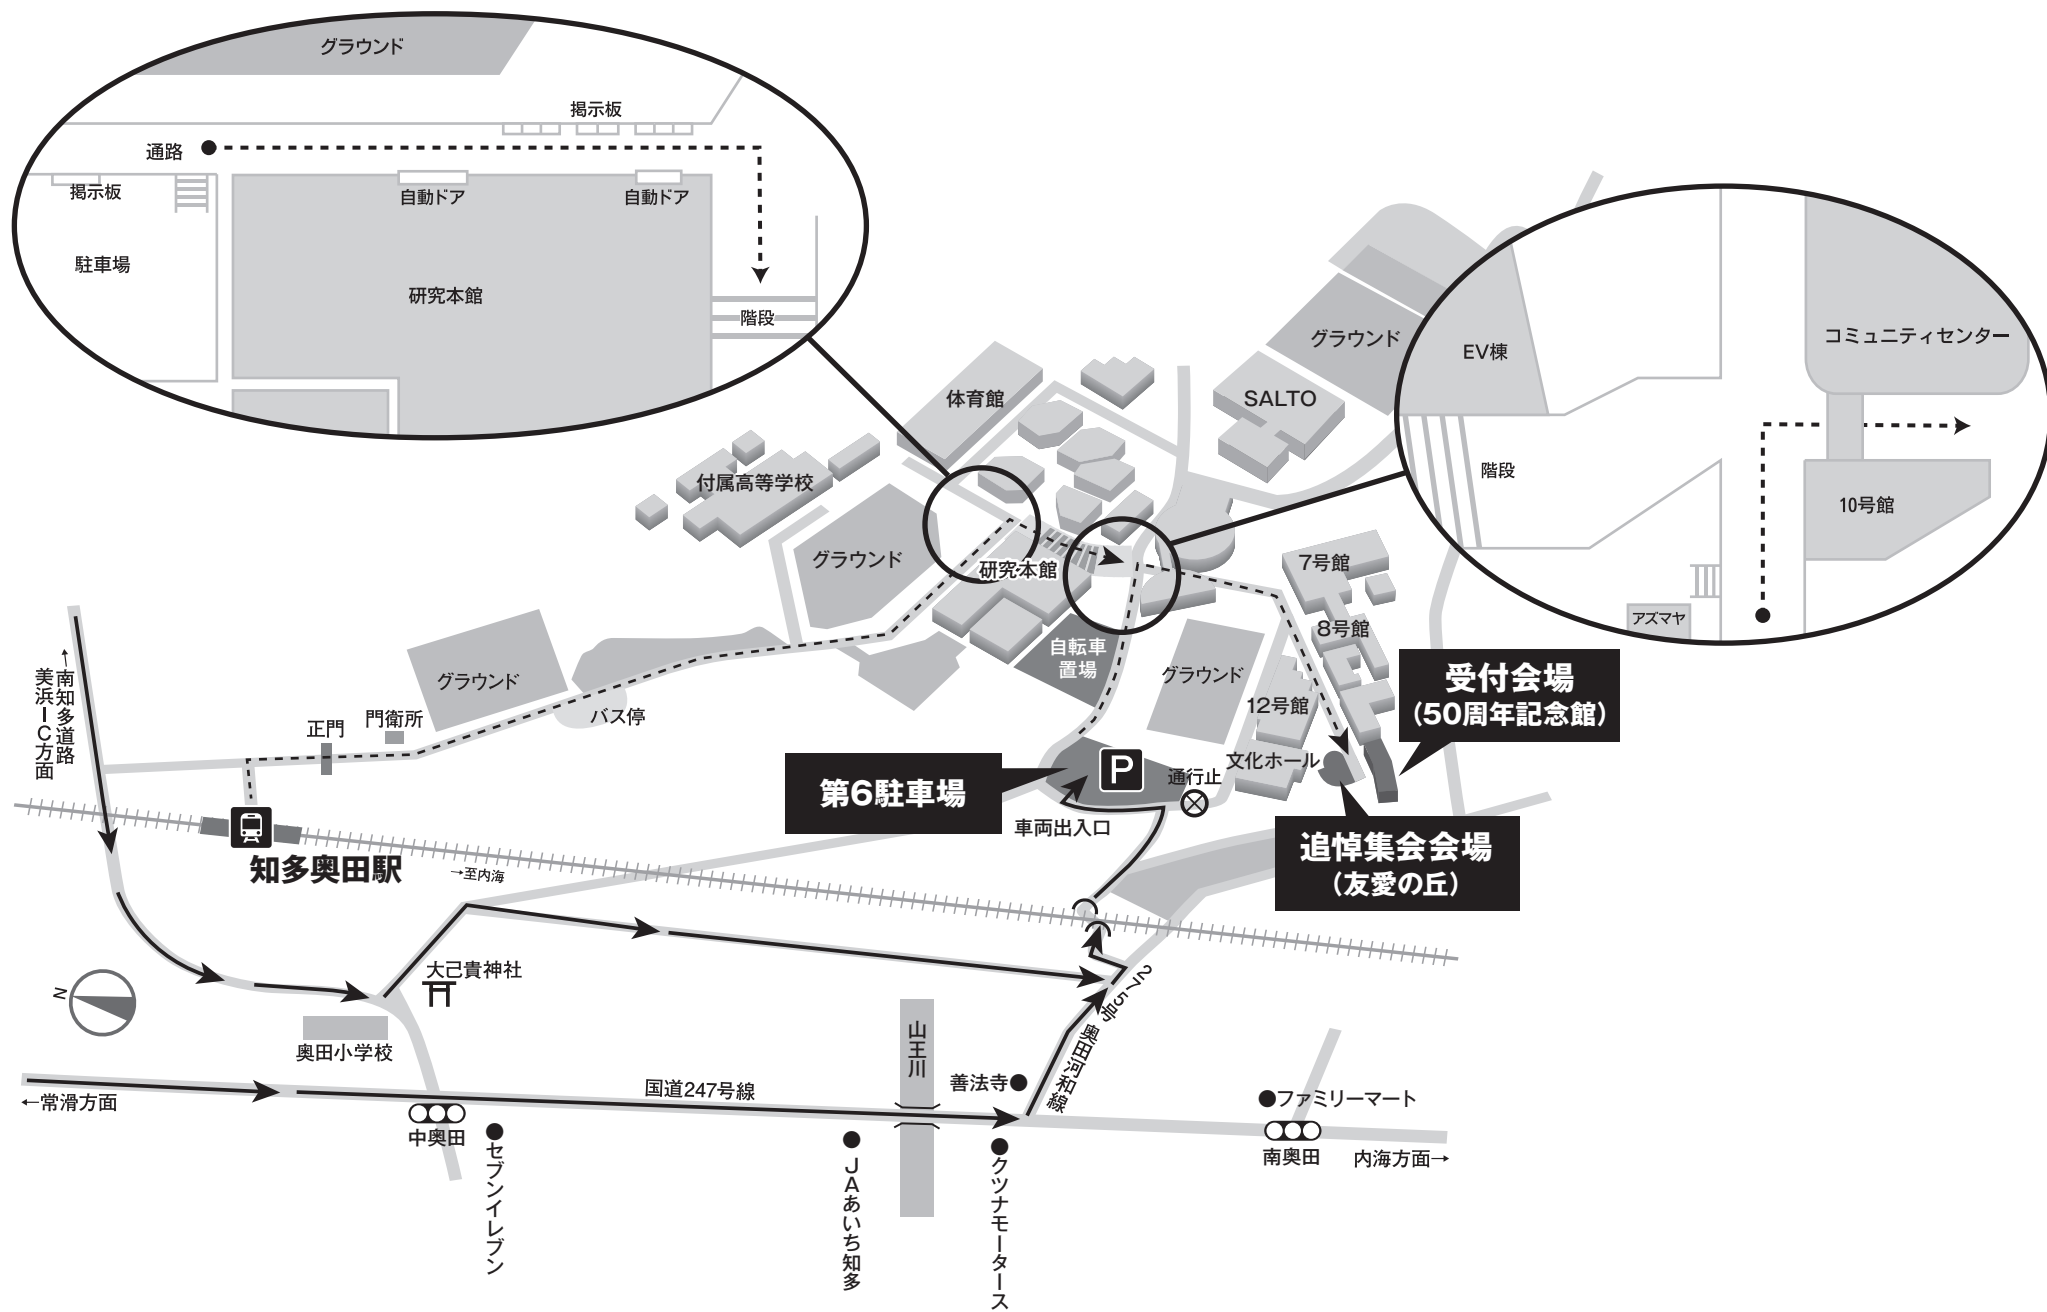 グラウンド
掲示板
通路
掲示板
自動ドア
自動ドア
駐車場
研究本館
階段
グラウンド
コミュニティセンター
EV棟
階段
10号館
アズマヤ
体育館
SALTO
付属高等学校
グラウンド
研究本館
7号館
8号館
自転車
置場
グラウンド
グラウンド
12号館
受付会場
（50周年記念館）
↑南知多道路
美浜IC方面
正門
門衛所
バス停
文化ホール
第6駐車場
P
通行止
車両出入口
追悼集会会場
（友愛の丘）
知多奥田駅
→至内海
N
大己貴神社
275号 奥田河和線
奥田小学校
山王川
国道247号線
善法寺
ファミリーマート
←常滑方面
中奥田
南奥田
内海方面→
セブンイレブン
JAあいち知多
クツナモータース